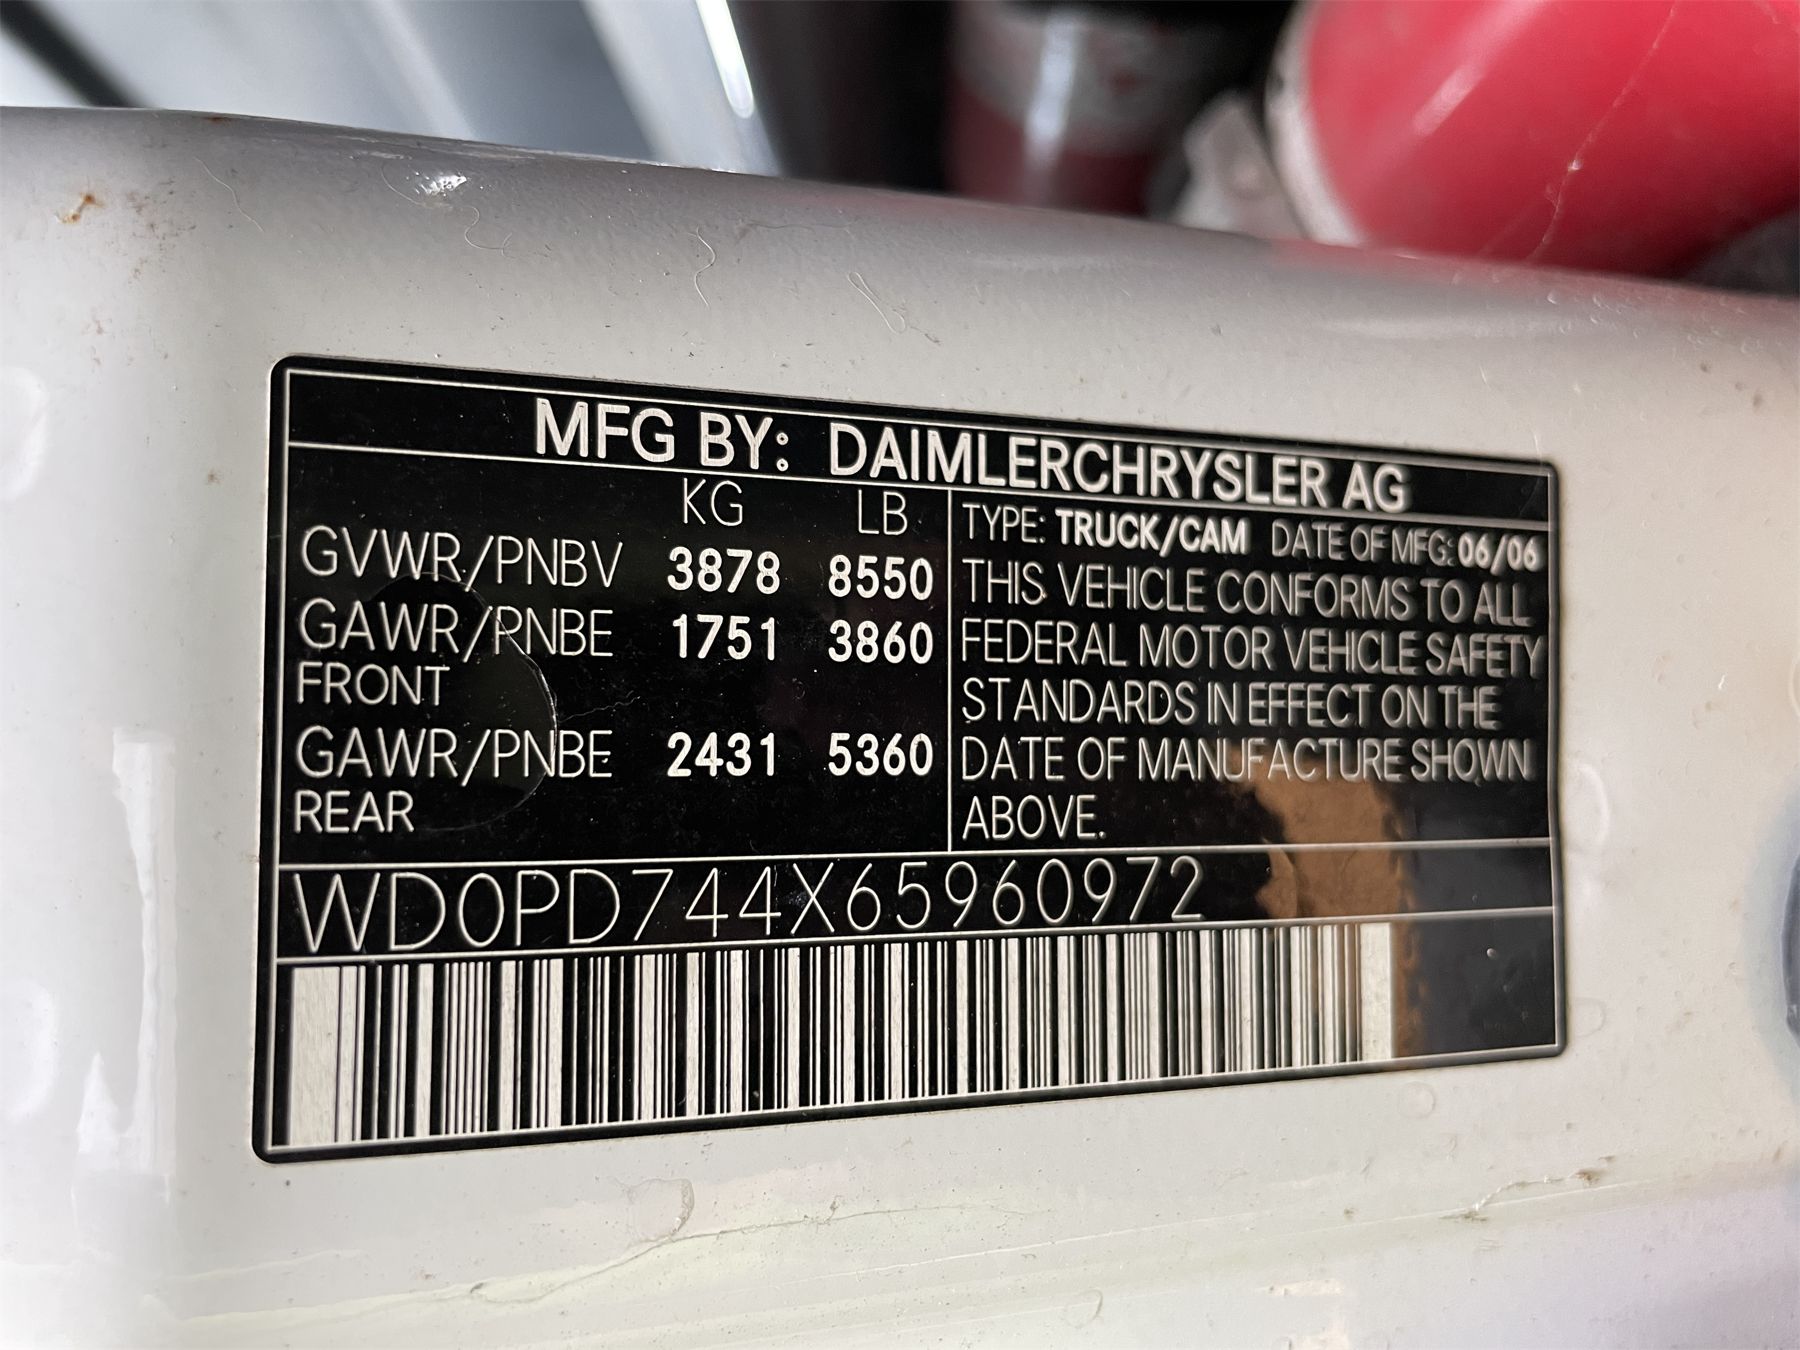 MFG BY: DAIMLERCHRYSLER AG
KG LB
GVWR/PNBV 3878 8550
GAWR/PNBE 1751 3860
FRONT
GAWR/PNBE 2431 5360
REAR
TYPE: TRUCK/CAM DATE OF MFG: 06/06
THIS VEHICLE CONFORMS TO ALL
FEDERAL MOTOR VEHICLE SAFETY
STANDARDS IN EFFECT ON THE
DATE OF MANUFACTURE SHOWN
ABOVE.
WD0PD744X65960972